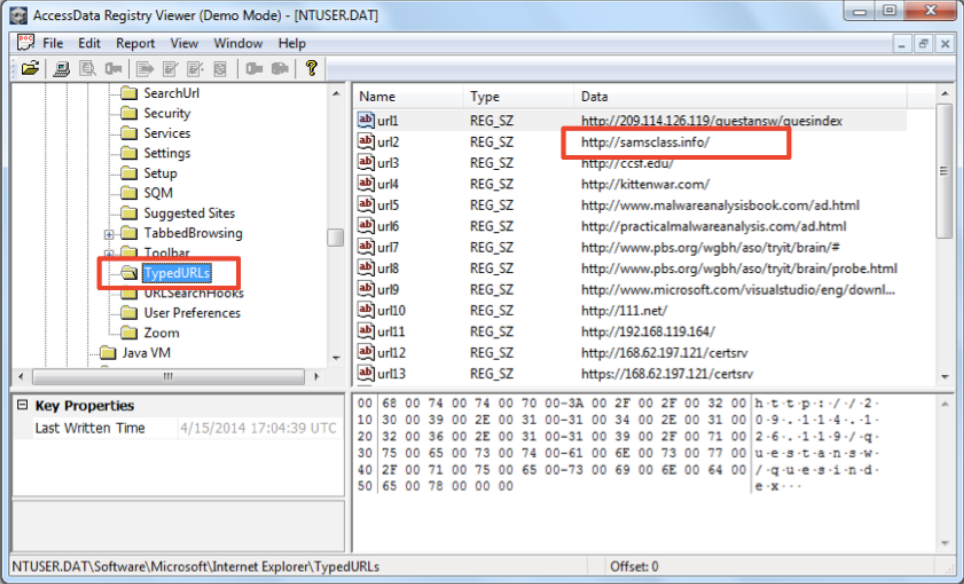 AccessData Registry Viewer (Demo Mode) - [NTUSER.DAT]
File Edit Report View Window Help
SearchUrl
Security
Services
Settings
Setup
SQM
Suggested Sites
TabbedBrowsing
Toolbar
TypedURLs
URLSearchHooks
User Preferences
Zoom
Java VM
Name Type Data
url1 REG_SZ http://209.114.126.119/questansw/quesindex
url2 REG_SZ http://samsclass.info/
url3 REG_SZ http://ccsf.edu/
url4 REG_SZ http://kittenwar.com/
url5 REG_SZ http://www.malwareanalysisbook.com/ad.html
url6 REG_SZ http://practicalmalwareanalysis.com/ad.html
url7 REG_SZ http://www.pbs.org/wgbh/aso/tryit/brain/#
url8 REG_SZ http://www.pbs.org/wgbh/aso/tryit/brain/probe.html
url9 REG_SZ http://www.microsoft.com/visualstudio/eng/downl...
url10 REG_SZ http://111.net/
url11 REG_SZ http://192.168.119.164/
url12 REG_SZ http://168.62.197.121/certsrv
url13 REG_SZ https://168.62.197.121/certsrv
Key Properties
Last Written Time 4/15/2014 17:04:39 UTC
00 68 00 74 00 74 00 70 00-3A 00 2F 00 2F 00 32 00 h·t·t·p·:·/·/·2·
10 30 00 39 00 2E 00 31 00-31 00 34 00 2E 00 31 00 0·9·.·1·1·4·.·1·
20 32 00 36 00 2E 00 31 00-31 00 39 00 2F 00 71 00 2·6·.·1·1·9·/·q·
30 75 00 65 00 73 00 74 00-61 00 6E 00 73 00 77 00 u·e·s·t·a·n·s·w·
40 2F 00 71 00 75 00 65 00-73 00 69 00 6E 00 64 00 /·q·u·e·s·i·n·d·
50 65 00 78 00 00 00 e·x···
NTUSER.DAT\Software\Microsoft\Internet Explorer\TypedURLs Offset: 0